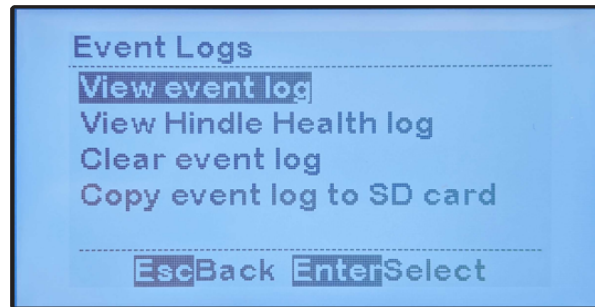 Event Logs
View event log
View Hindle Health log
Clear event log
Copy event log to SD card
EscBack EnterSelect